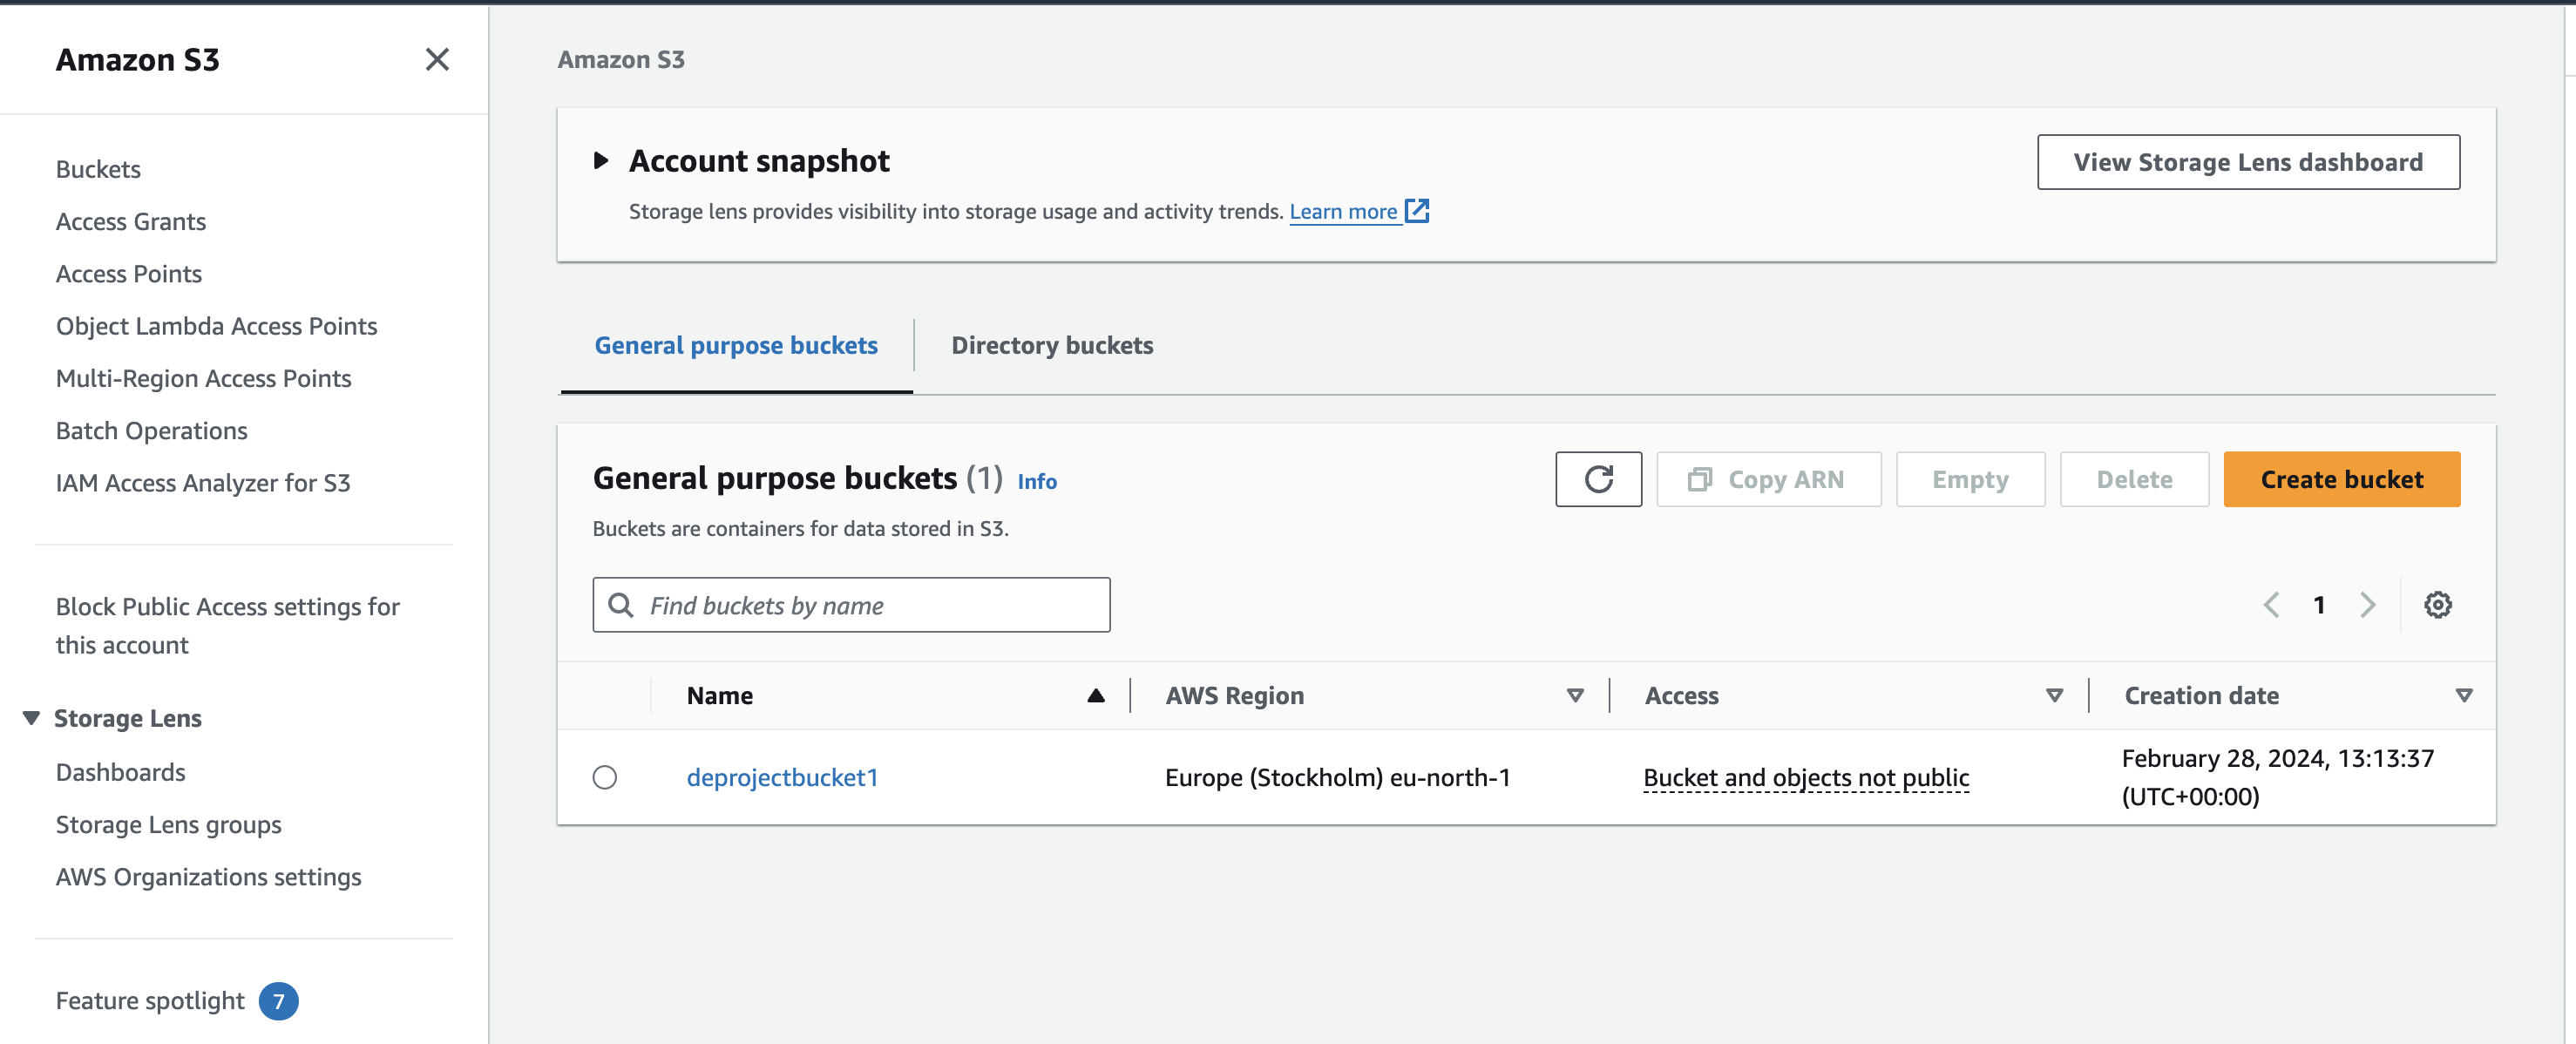 Amazon S3
Buckets
Access Grants
Access Points
Object Lambda Access Points
Multi-Region Access Points
Batch Operations
IAM Access Analyzer for S3
Block Public Access settings for
this account
Storage Lens
Dashboards
Storage Lens groups
AWS Organizations settings
Feature spotlight 7
Amazon S3
Account snapshot
View Storage Lens dashboard
Storage lens provides visibility into storage usage and activity trends. Learn more
General purpose buckets Directory buckets
General purpose buckets (1) Info
Copy ARN Empty Delete Create bucket
Buckets are containers for data stored in S3.
Find buckets by name
1
Name AWS Region Access Creation date
deprojectbucket1 Europe (Stockholm) eu-north-1 Bucket and objects not public February 28, 2024, 13:13:37
(UTC+00:00)